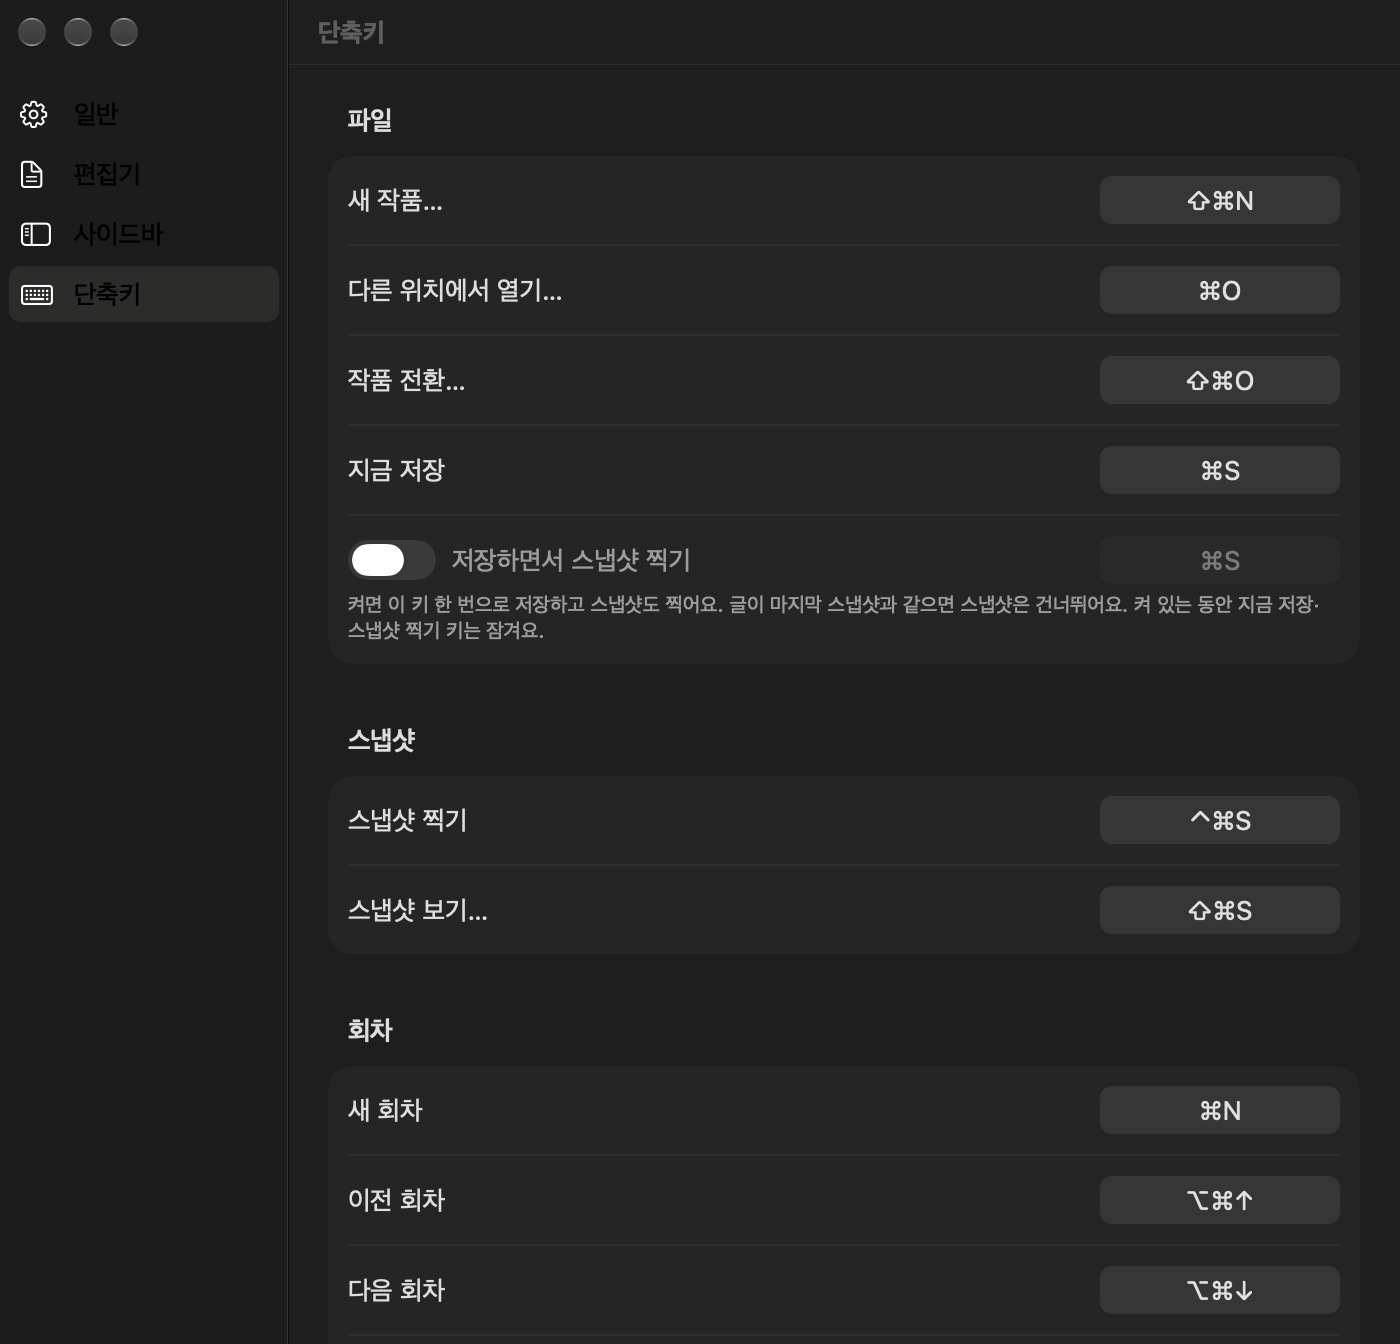 단축키
일반
편집기
사이드바
단축키
파일
새 작품... ⇧⌘N
다른 위치에서 열기... ⌘O
작품 전환... ⇧⌘O
지금 저장 ⌘S
저장하면서 스냅샷 찍기 ⌘S
켜면 이 키 한 번으로 저장하고 스냅샷도 찍어요. 글이 마지막 스냅샷과 같으면 스냅샷은 건너뛰어요. 켜 있는 동안 지금 저장·
스냅샷 찍기 키는 잠겨요.
스냅샷
스냅샷 찍기 ^⌘S
스냅샷 보기... ⇧⌘S
회차
새 회차 ⌘N
이전 회차 ⌥⌘↑
다음 회차 ⌥⌘↓